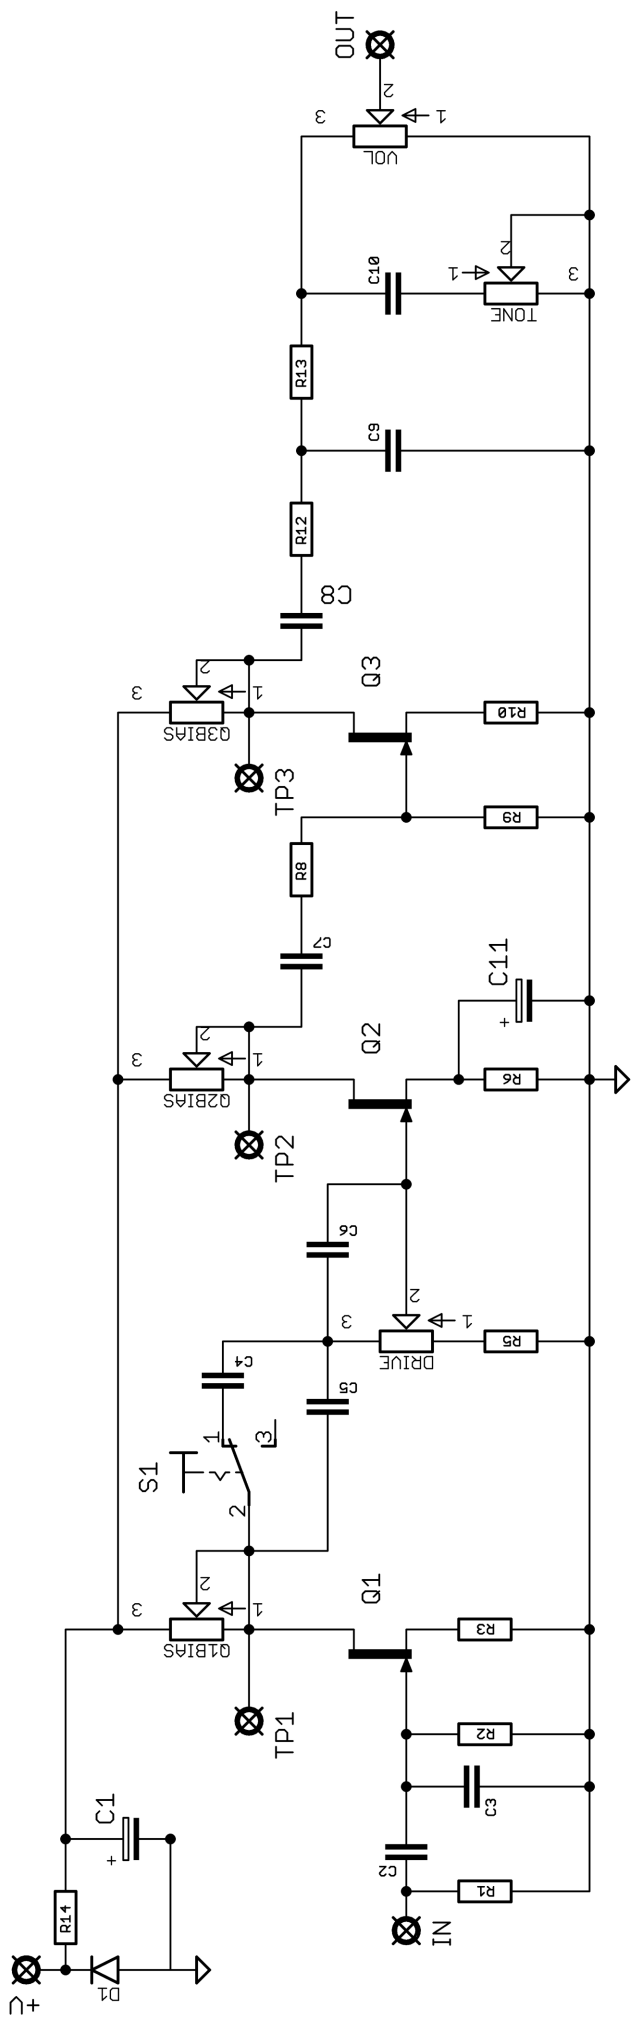 OUT
2
3
1
VOL
2
1
3
C10
TONE
R13
C9
R12
C8
2
3
1
Q3BIAS
Q3
R10
TP3
R9
R8
C7
C11
+
2
3
1
Q2BIAS
Q2
R6
TP2
C6
2
3
1
DRIVE
R5
C4
C5
1
3
S1
2
2
3
1
Q1BIAS
Q1
R3
TP1
R2
C1
+
C3
C2
R14
R1
IN
D1
V+